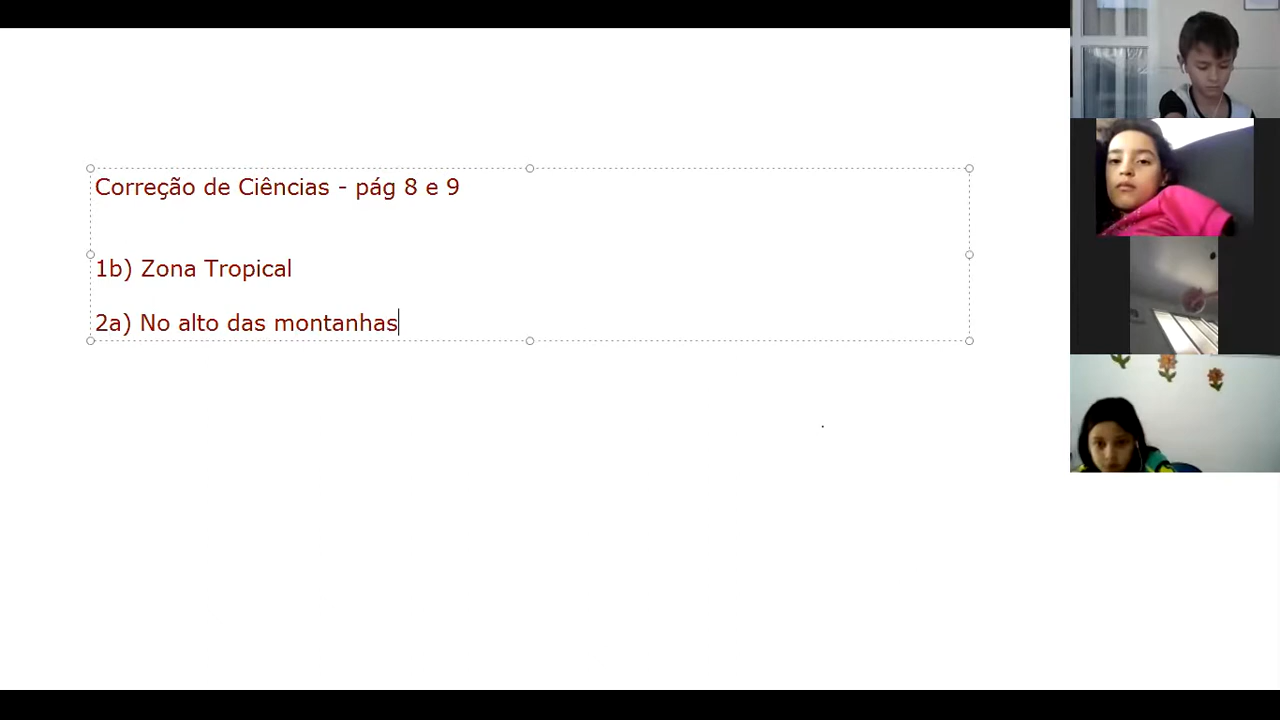 Correção de Ciências - pág 8 e 9
1b) Zona Tropical
2a) No alto das montanhas